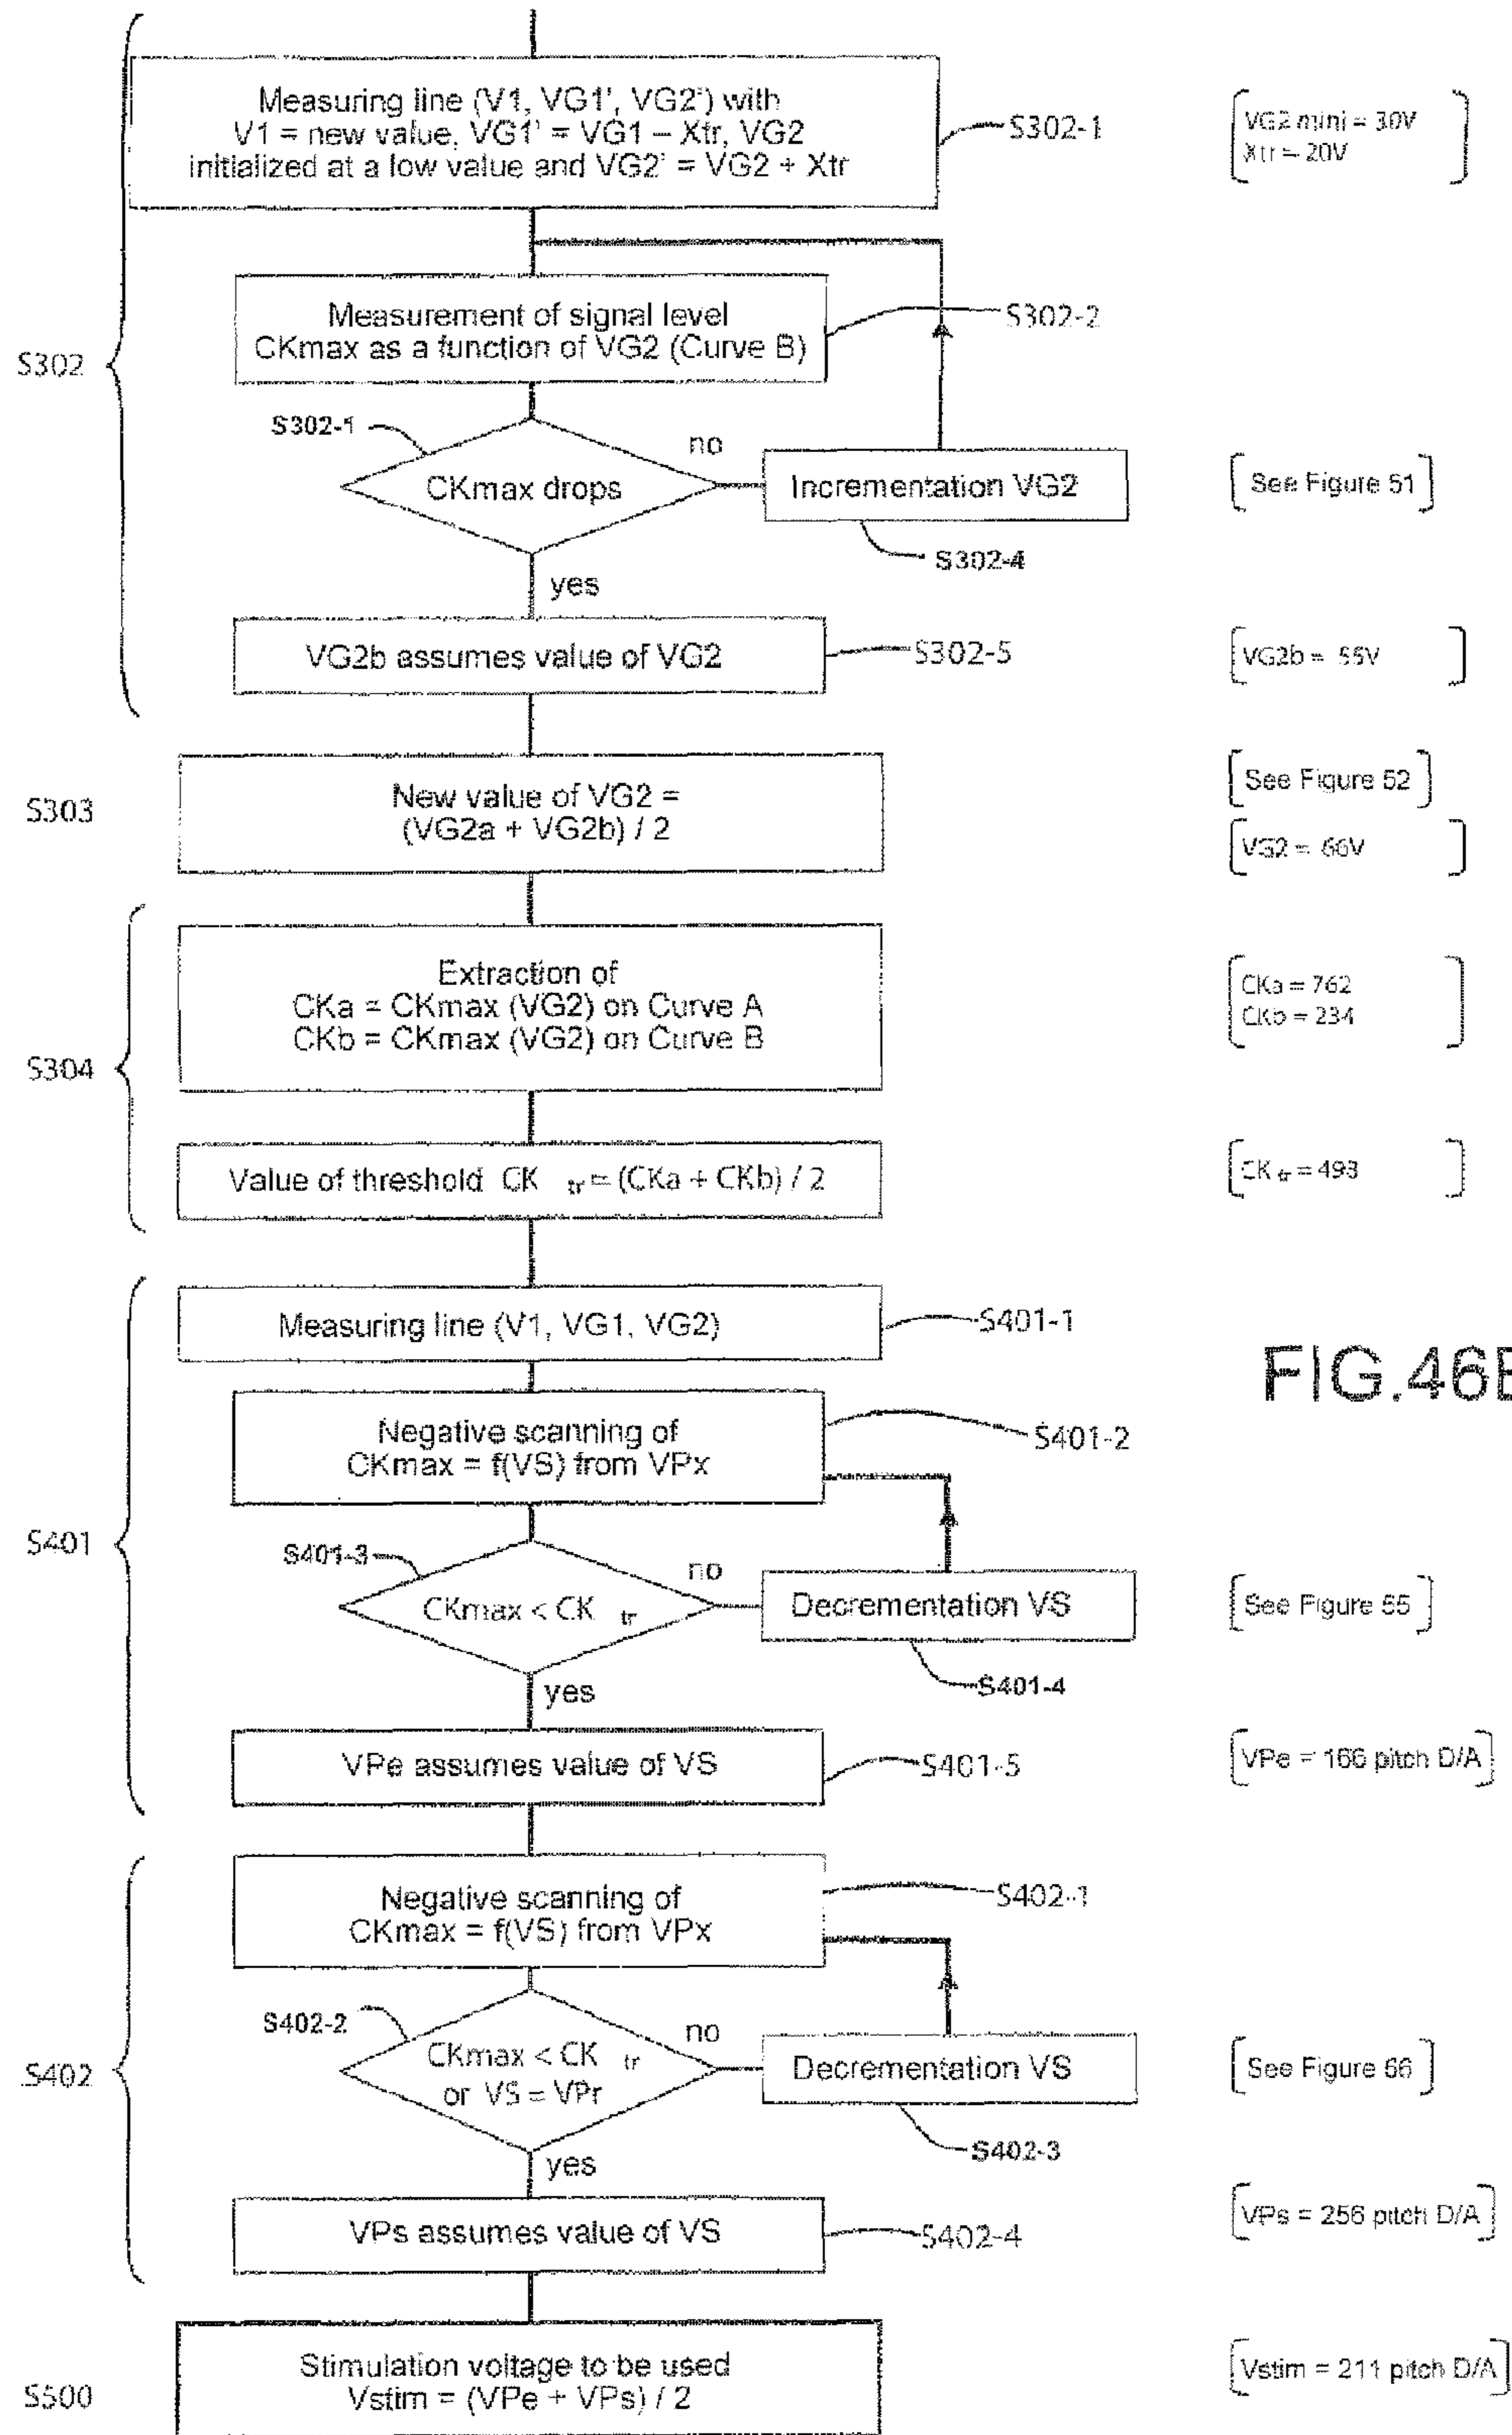 Measuring line (V1, VG1', VG2') with
V1 = new value, VG1' = VG1 – Xtr, VG2
initialized at a low value and VG2' = VG2 + Xtr
S302-1
VG2 mini = 30V
Xtr = 20V
S302
Measurement of signal level
CKmax as a function of VG2 (Curve B)
S302-2
S302-1
CKmax drops
no
Incrementation VG2
See Figure 51
S302-4
yes
VG2b assumes value of VG2
S302-5
VG2b = 55V
S303
New value of VG2 =
(VG2a + VG2b) / 2
See Figure 52
VG2 = 66V
S304
Extraction of
CKa = CKmax (VG2) on Curve A
CKb = CKmax (VG2) on Curve B
CKa = 762
CKb = 234
Value of threshold CK tr = (CKa + CKb) / 2
CK tr = 498
S401
Measuring line (V1, VG1, VG2)
S401-1
FIG.46B
Negative scanning of
CKmax = f(VS) from VPx
S401-2
S401-3
CKmax < CK tr
no
Decrementation VS
See Figure 55
S401-4
yes
VPe assumes value of VS
S401-5
VPe = 166 pitch D/A
S402
Negative scanning of
CKmax = f(VS) from VPx
S402-1
S402-2
CKmax < CK tr
or VS = VPr
no
Decrementation VS
See Figure 56
S402-3
yes
VPs assumes value of VS
S402-4
VPs = 256 pitch D/A
S500
Stimulation voltage to be used
Vstim = (VPe + VPs) / 2
Vstim = 211 pitch D/A